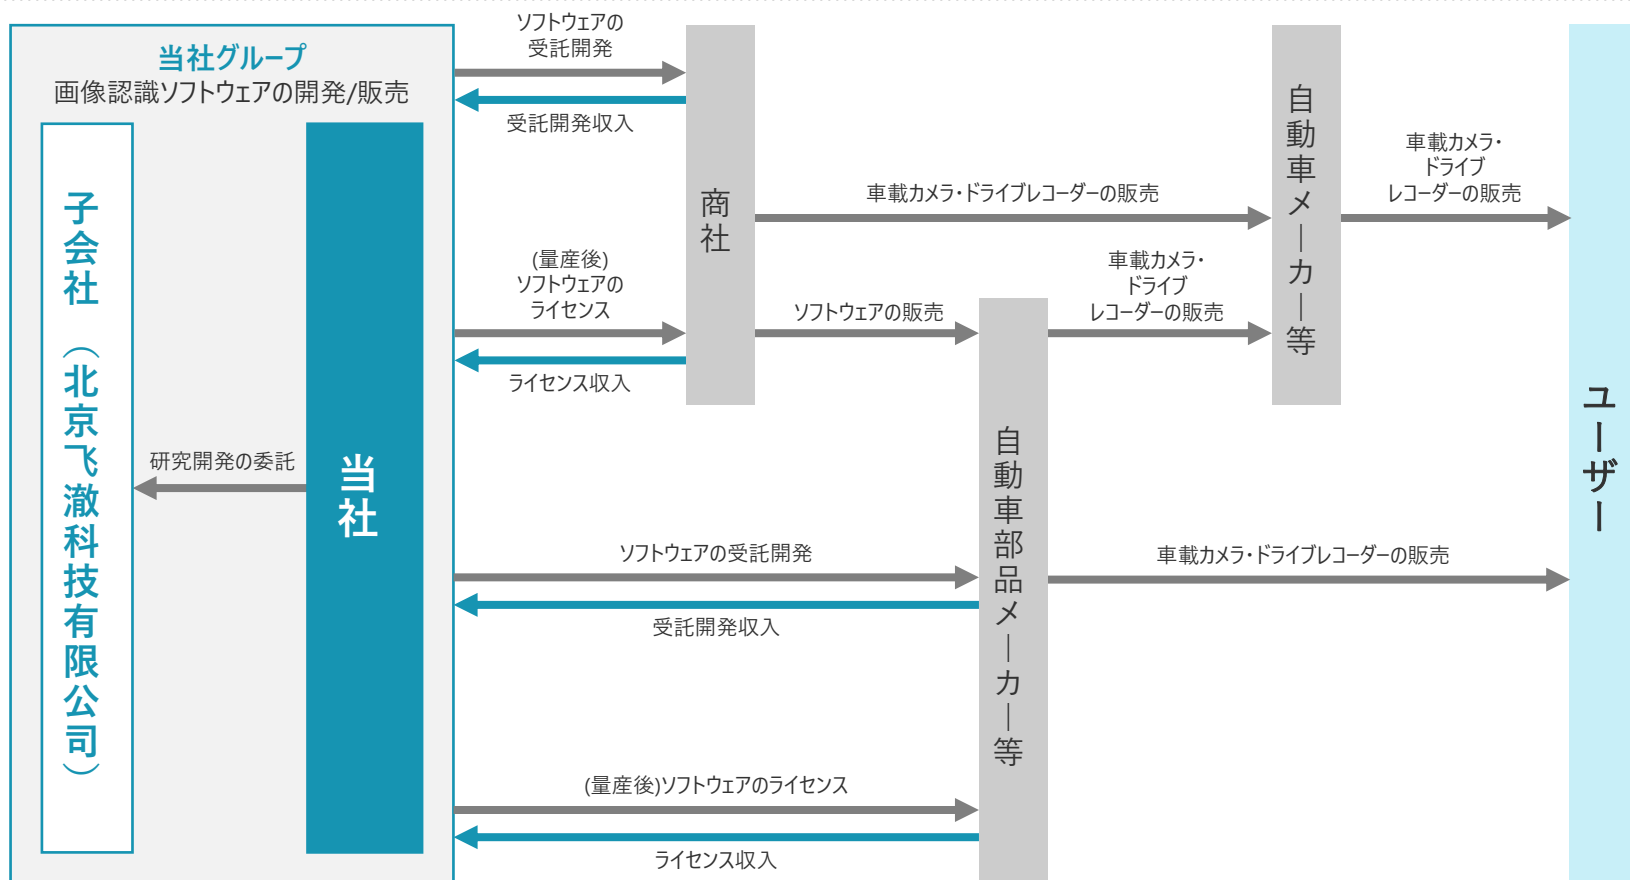 当社グループ
画像認識ソフトウェアの開発/販売
子会社（北京飞澈科技有限公司）
研究開発の委託
当社
ソフトウェアの
受託開発
受託開発収入
(量産後)
ソフトウェアの
ライセンス
ライセンス収入
商社
車載カメラ・ドライブレコーダーの販売
ソフトウェアの販売
車載カメラ・
ドライブ
レコーダーの販売
自動車メーカー等
車載カメラ・
ドライブ
レコーダーの販売
ソフトウェアの受託開発
受託開発収入
(量産後)ソフトウェアのライセンス
ライセンス収入
自動車部品メーカー等
車載カメラ・ドライブレコーダーの販売
ユーザー